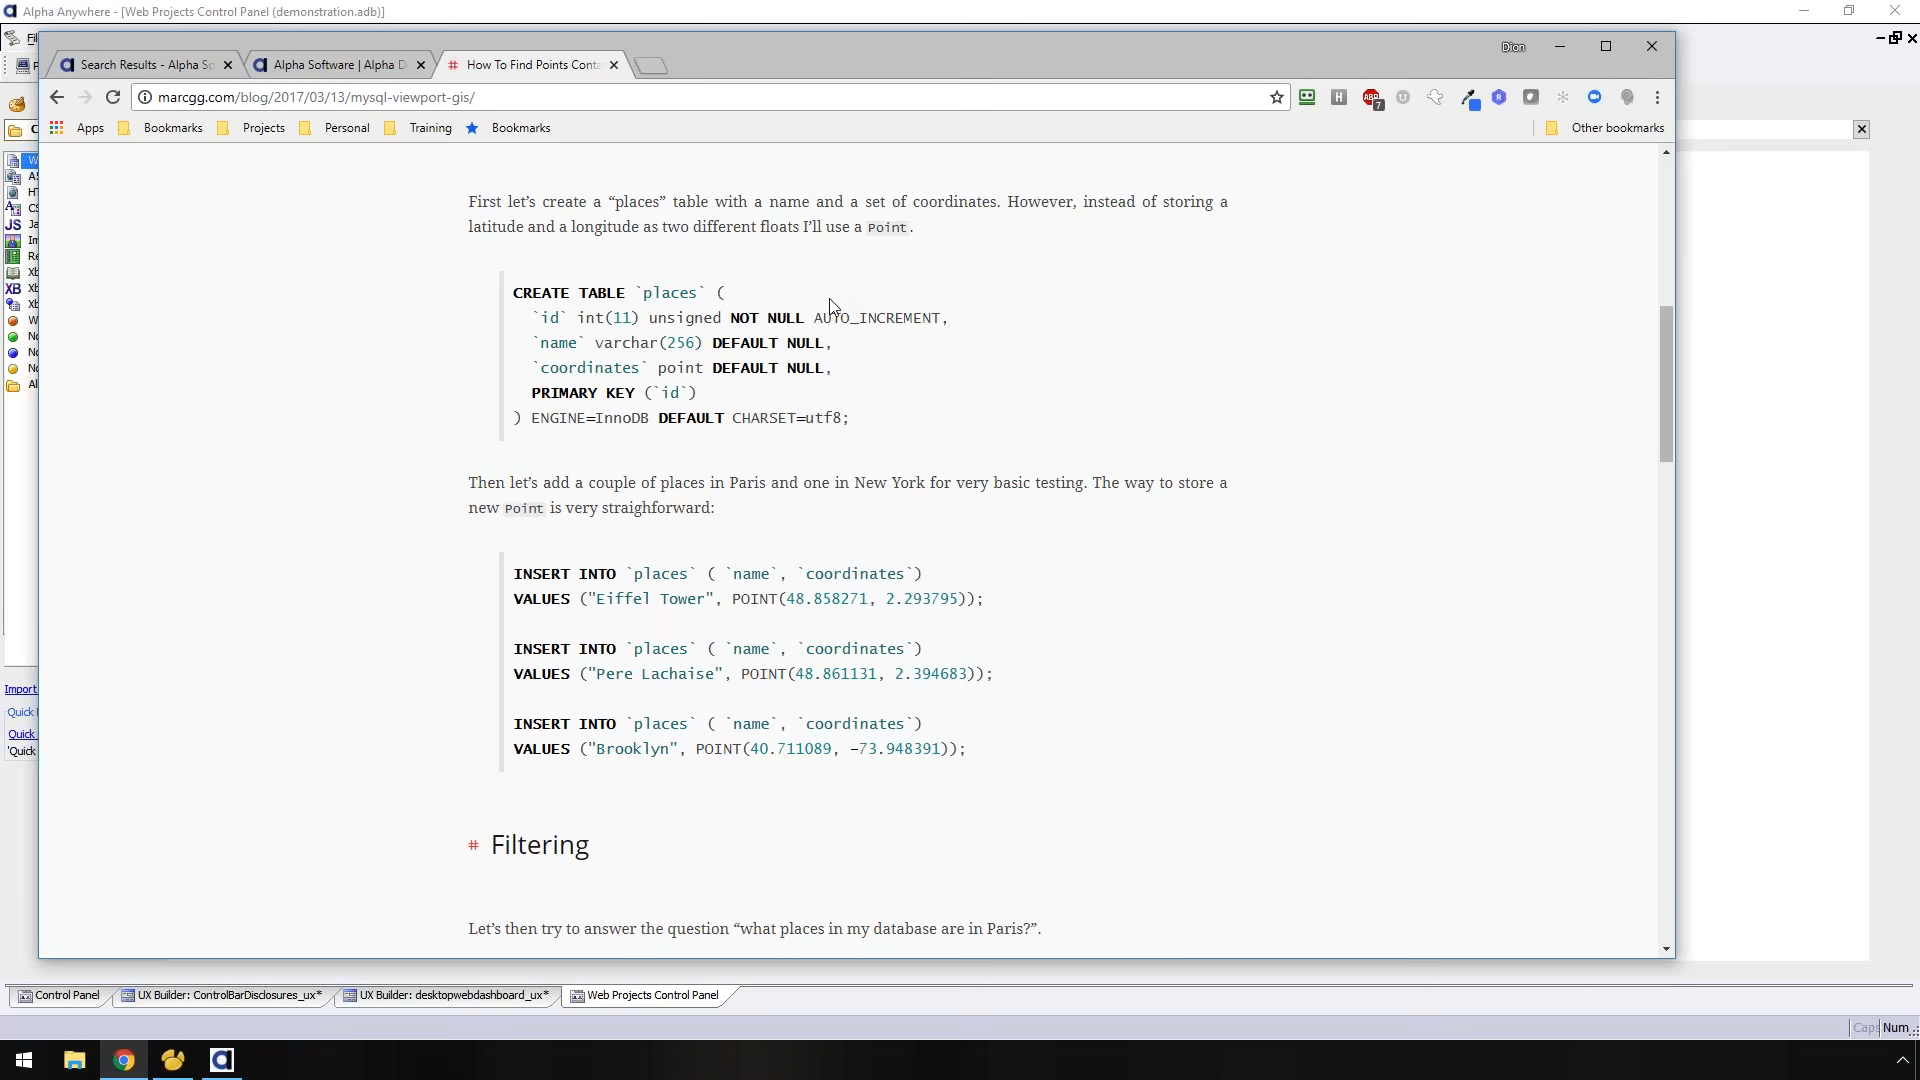 Alpha Anywhere - [Web Projects Control Panel (demonstration.adb)]
Dion
Search Results - Alpha So
Alpha Software | Alpha D
# How To Find Points Conta
marcgg.com/blog/2017/03/13/mysql-viewport-gis/
Apps Bookmarks Projects Personal Training Bookmarks Other bookmarks
First let’s create a “places” table with a name and a set of coordinates. However, instead of storing a
latitude and a longitude as two different floats I’ll use a Point.
CREATE TABLE `places` (
`id` int(11) unsigned NOT NULL AUTO_INCREMENT,
`name` varchar(256) DEFAULT NULL,
`coordinates` point DEFAULT NULL,
PRIMARY KEY (`id`)
) ENGINE=InnoDB DEFAULT CHARSET=utf8;
Then let’s add a couple of places in Paris and one in New York for very basic testing. The way to store a
new Point is very straighforward:
INSERT INTO `places` ( `name`, `coordinates`)
VALUES ("Eiffel Tower", POINT(48.858271, 2.293795));
INSERT INTO `places` ( `name`, `coordinates`)
VALUES ("Pere Lachaise", POINT(48.861131, 2.394683));
INSERT INTO `places` ( `name`, `coordinates`)
VALUES ("Brooklyn", POINT(40.711089, -73.948391));
# Filtering
Let’s then try to answer the question “what places in my database are in Paris?”.
Import
Quick
Quick
'Quick
Control Panel
UX Builder: ControlBarDisclosures_ux*
UX Builder: desktopwebdashboard_ux*
Web Projects Control Panel
Caps Num